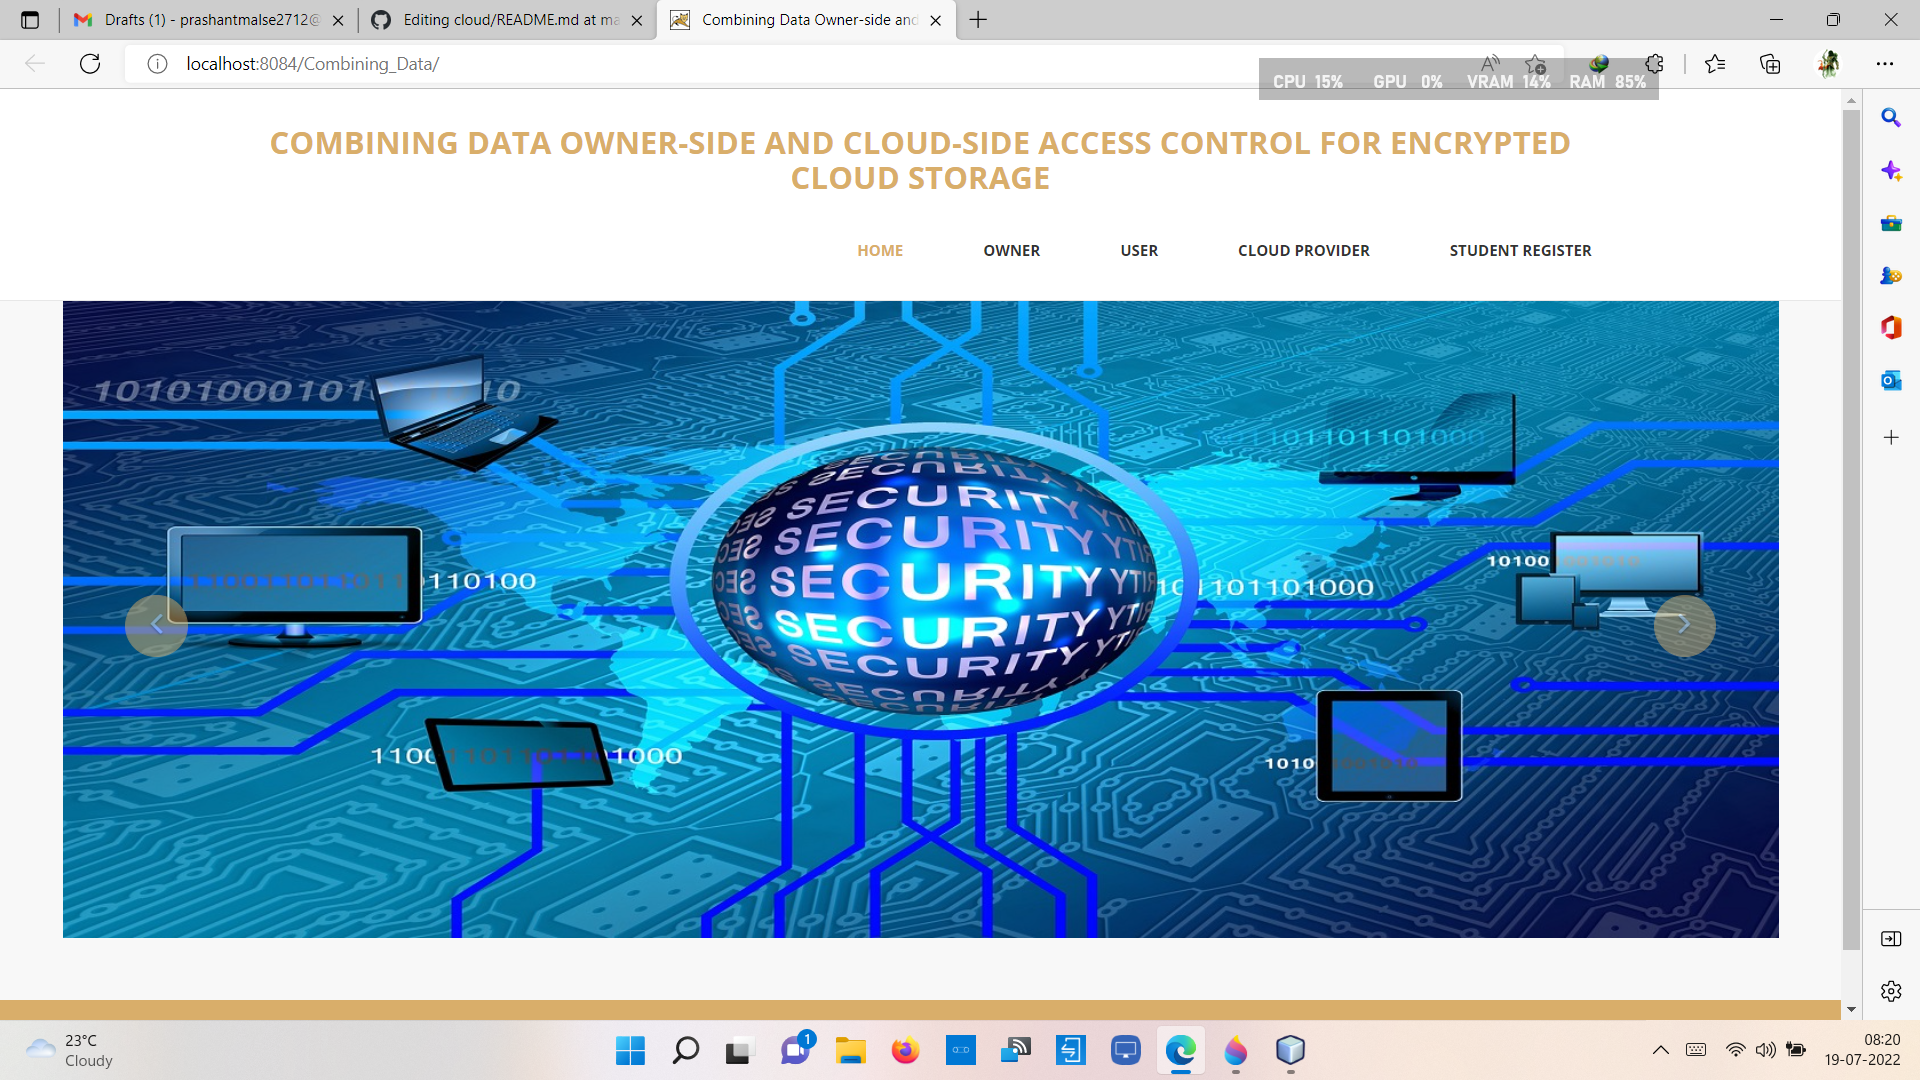 Drafts (1) - prashantmalse2712@
Editing cloud/README.md at ma
Combining Data Owner-side and
localhost:8084/Combining_Data/
CPU 15% GPU 0% VRAM 14% RAM 85%
COMBINING DATA OWNER-SIDE AND CLOUD-SIDE ACCESS CONTROL FOR ENCRYPTED
CLOUD STORAGE
HOME OWNER USER CLOUD PROVIDER STUDENT REGISTER
SECURITY
SECURITY
SECURITY
SECURITY
SECURITY
SECURITY
SECURITY
110100
1101101000
10100
1000
1010
1
23°C
Cloudy
08:20
19-07-2022